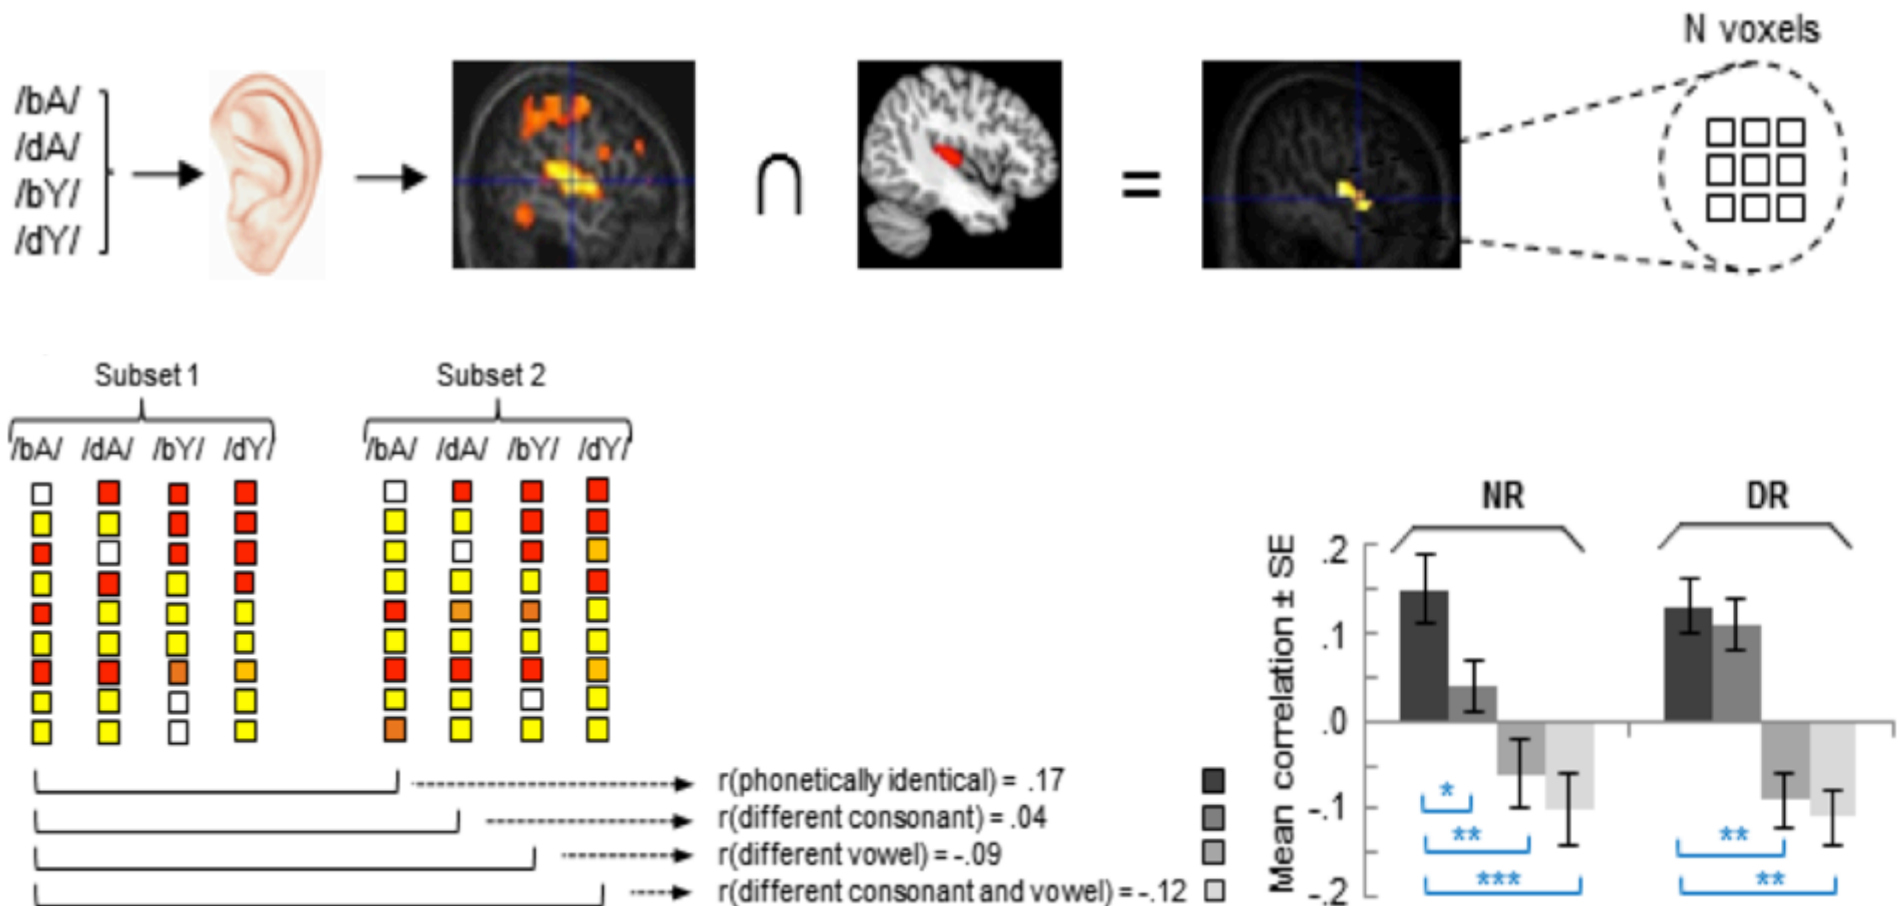 N voxels
/bA/
/dA/
/bY/
/dY/
∩
=
Subset 1
Subset 2
/bA/ /dA/ /bY/ /dY/
/bA/ /dA/ /bY/ /dY/
r(phonetically identical) = .17
r(different consonant) = .04
r(different vowel) = -.09
r(different consonant and vowel) = -.12
NR
DR
Mean correlation ± SE
.2
.1
.0
-.1
-.2
*
**
***
**
**